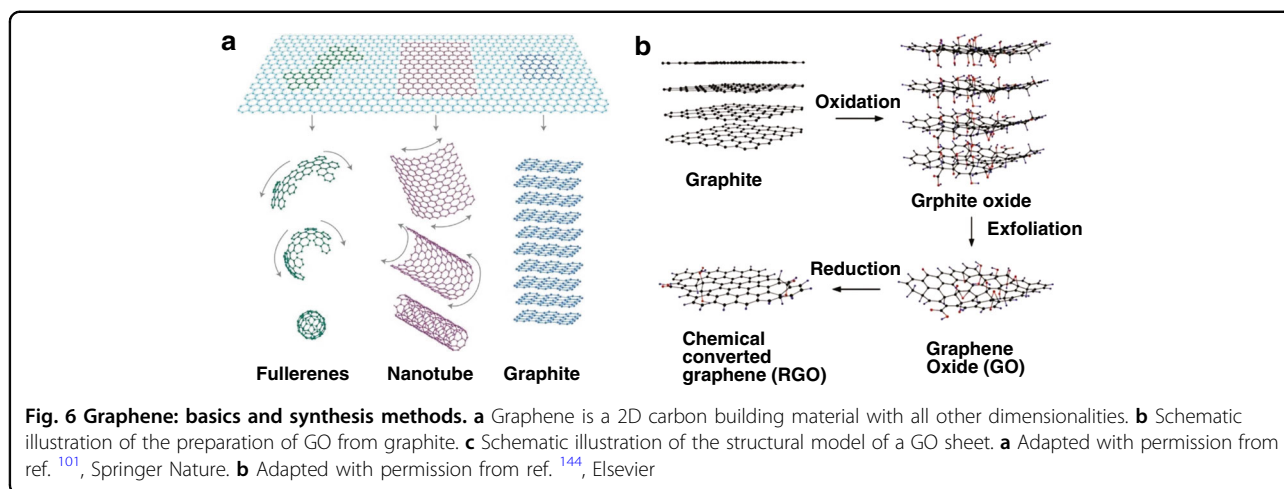 a
Fullerenes
Nanotube
Graphite
b
Graphite
Oxidation
Grphite oxide
Exfoliation
Graphene
Oxide (GO)
Reduction
Chemical
converted
graphene (RGO)
Fig. 6 Graphene: basics and synthesis methods. a Graphene is a 2D carbon building material with all other dimensionalities. b Schematic
illustration of the preparation of GO from graphite. c Schematic illustration of the structural model of a GO sheet. a Adapted with permission from
ref. 101, Springer Nature. b Adapted with permission from ref. 144, Elsevier